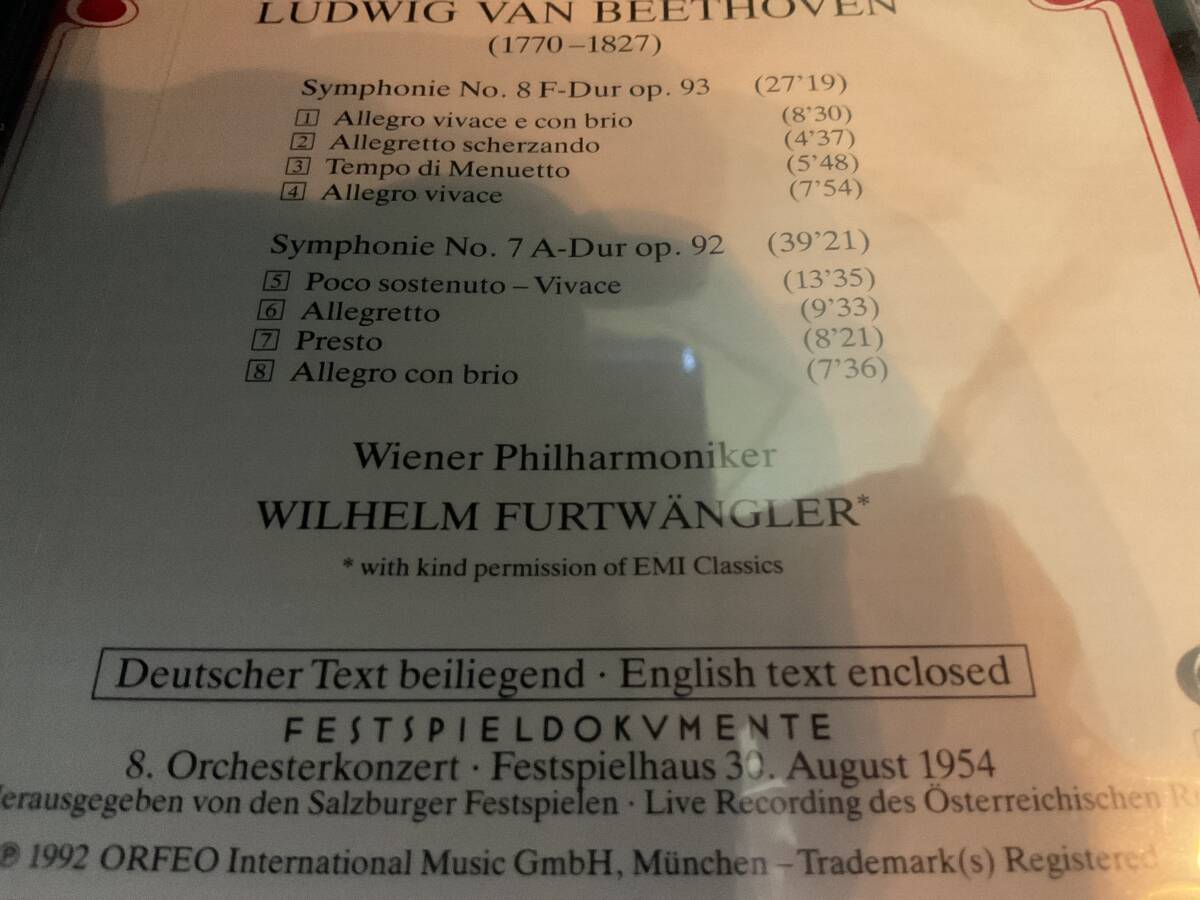 LUDWIG VAN BEETHOVEN
(1770–1827)
Symphonie No. 8 F-Dur op. 93 (27'19)
1 Allegro vivace e con brio (8'30)
2 Allegretto scherzando (4'37)
3 Tempo di Menuetto (5'48)
4 Allegro vivace (7'54)
Symphonie No. 7 A-Dur op. 92 (39'21)
5 Poco sostenuto – Vivace (13'35)
6 Allegretto (9'33)
7 Presto (8'21)
8 Allegro con brio (7'36)
Wiener Philharmoniker
WILHELM FURTWÄNGLER*
* with kind permission of EMI Classics
Deutscher Text beiliegend · English text enclosed
FESTSPIELDOKVMENTE
8. Orchesterkonzert · Festspielhaus 30. August 1954
erausgegeben von den Salzburger Festspielen · Live Recording des Österreichischen R
℗ 1992 ORFEO International Music GmbH, München – Trademark(s) Registered